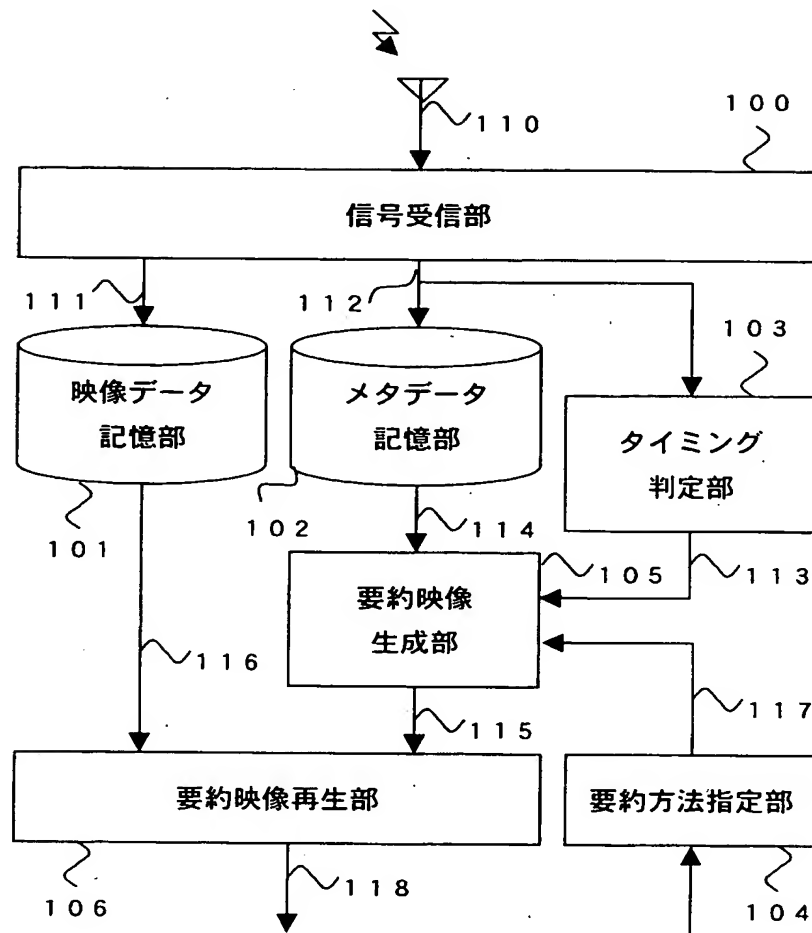 １１０
１００
信号受信部
１１１
１１２
１０３
映像データ
記憶部
メタデータ
記憶部
タイミング
判定部
１０１
１０２
１１４
１０５
１１３
要約映像
生成部
１１６
１１５
１１７
要約映像再生部
要約方法指定部
１０６
１１８
１０４